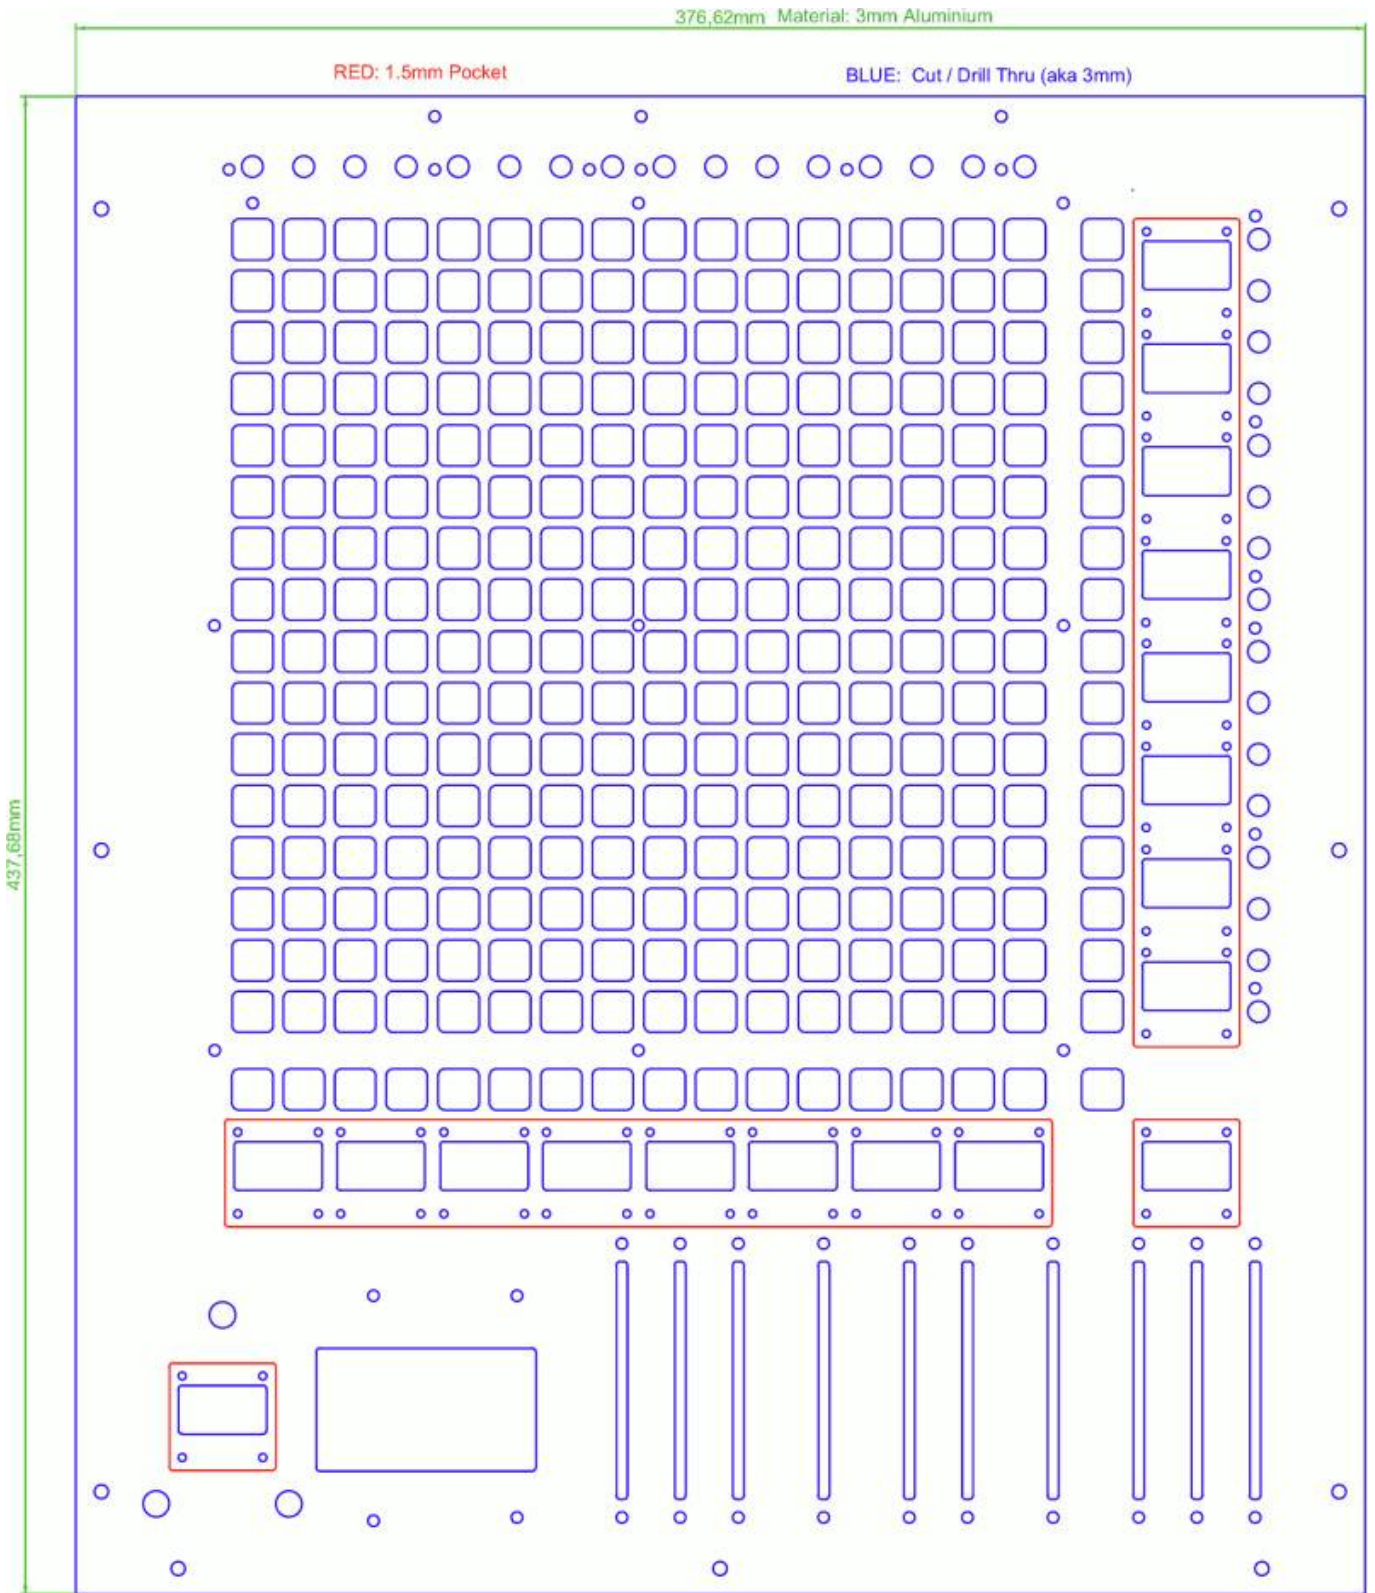 376,62mm Material: 3mm Aluminium
RED: 1.5mm Pocket
BLUE: Cut / Drill Thru (aka 3mm)
437,68mm